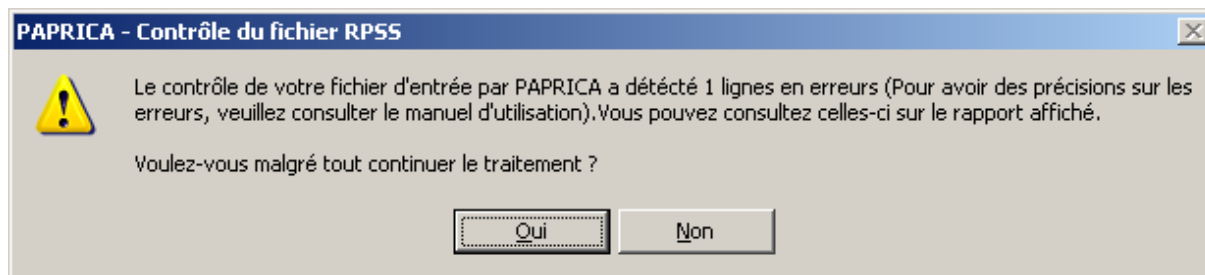 PAPRICA - Contrôle du fichier RPSS
Le contrôle de votre fichier d'entrée par PAPRICA a détécté 1 lignes en erreurs (Pour avoir des précisions sur les
erreurs, veuillez consulter le manuel d'utilisation).Vous pouvez consultez celles-ci sur le rapport affiché.
Voulez-vous malgré tout continuer le traitement ?
Oui
Non